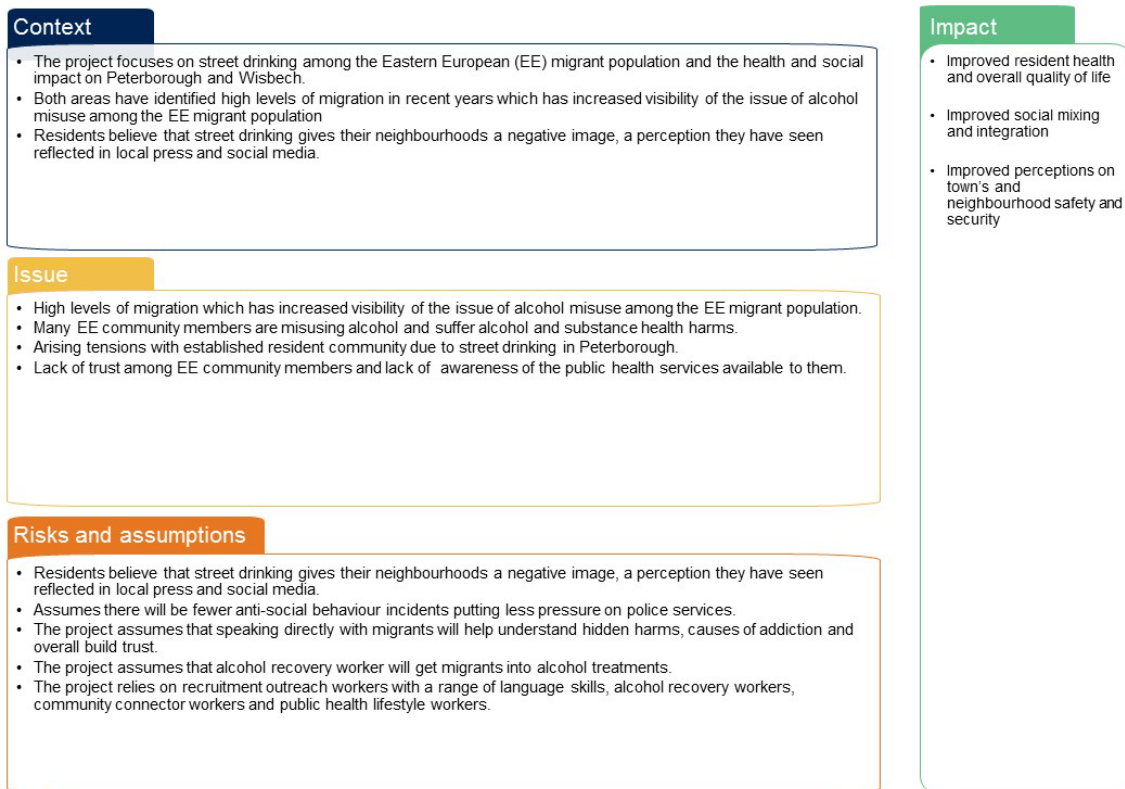 Context
• The project focuses on street drinking among the Eastern European (EE) migrant population and the health and social
impact on Peterborough and Wisbech.
• Both areas have identified high levels of migration in recent years which has increased visibility of the issue of alcohol
misuse among the EE migrant population
• Residents believe that street drinking gives their neighbourhoods a negative image, a perception they have seen
reflected in local press and social media.
Issue
• High levels of migration which has increased visibility of the issue of alcohol misuse among the EE migrant population.
• Many EE community members are misusing alcohol and suffer alcohol and substance health harms.
• Arising tensions with established resident community due to street drinking in Peterborough.
• Lack of trust among EE community members and lack of awareness of the public health services available to them.
Risks and assumptions
• Residents believe that street drinking gives their neighbourhoods a negative image, a perception they have seen
reflected in local press and social media.
• Assumes there will be fewer anti-social behaviour incidents putting less pressure on police services.
• The project assumes that speaking directly with migrants will help understand hidden harms, causes of addiction and
overall build trust.
• The project assumes that alcohol recovery worker will get migrants into alcohol treatments.
• The project relies on recruitment outreach workers with a range of language skills, alcohol recovery workers,
community connector workers and public health lifestyle workers.
Impact
• Improved resident health
and overall quality of life
• Improved social mixing
and integration
• Improved perceptions on
town's and
neighbourhood safety and
security